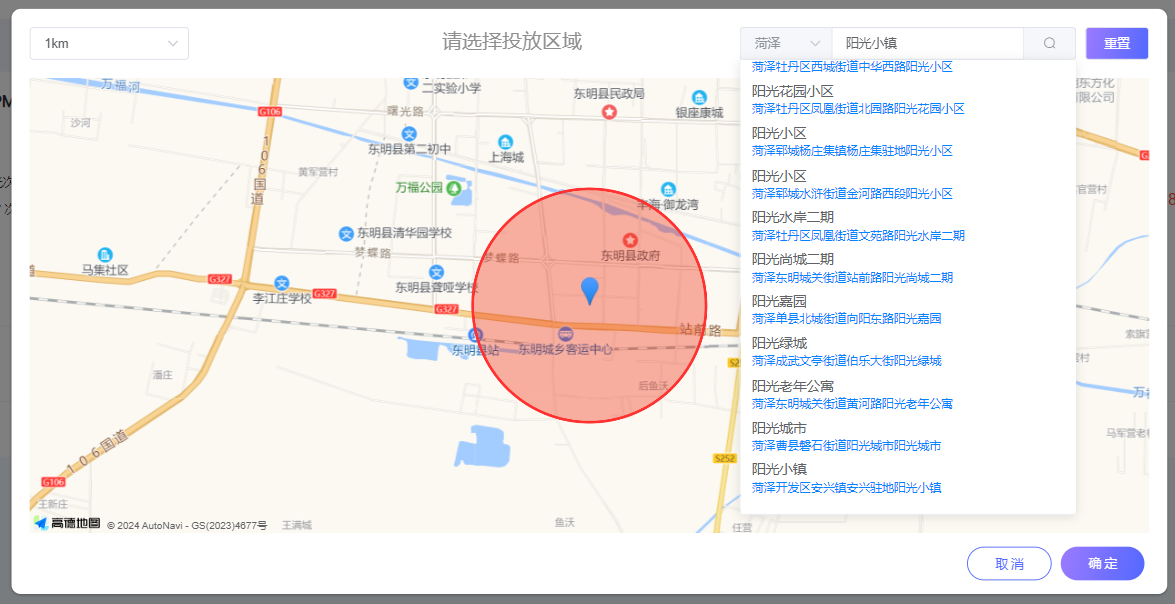 1km
请选择投放区域
菏泽
阳光小镇
重置
菏泽牡丹区西城街道中华西路阳光小区
阳光花园小区
菏泽牡丹区凤凰街道北园路阳光花园小区
阳光小区
菏泽郓城杨庄集镇杨庄集驻地阳光小区
阳光小区
菏泽郓城水浒街道金河路西段阳光小区
阳光水岸二期
菏泽牡丹区凤凰街道文苑路阳光水岸二期
阳光尚城二期
菏泽东明城关街道站前路阳光尚城二期
阳光嘉园
菏泽单县北城街道向阳东路阳光嘉园
阳光绿城
菏泽成武文亭街道伯乐大街阳光绿城
阳光老年公寓
菏泽东明城关街道黄河路阳光老年公寓
阳光城市
菏泽曹县磐石街道阳光城市阳光城市
阳光小镇
菏泽开发区安兴镇安兴驻地阳光小镇
万福河
二实验小学
东明县民政局
银座康城
G106
曙光路
沙河
106国道
东明县第二初中
上海城
黄军营村
万福公园
御龙湾
东明县清华园学校
梦蝶路
梦蝶路
东明县政府
马集社区
G327
李江庄学校
G327
东明县聋哑学校
G327
站前路
东明县站
东明城乡客运中心
潘庄
后鱼沃
106国道
G106
S252
王新庄
高德地图
© 2024 AutoNavi - GS(2023)4677号
王满城
鱼沃
任营
限公司
官营村
取消
确定